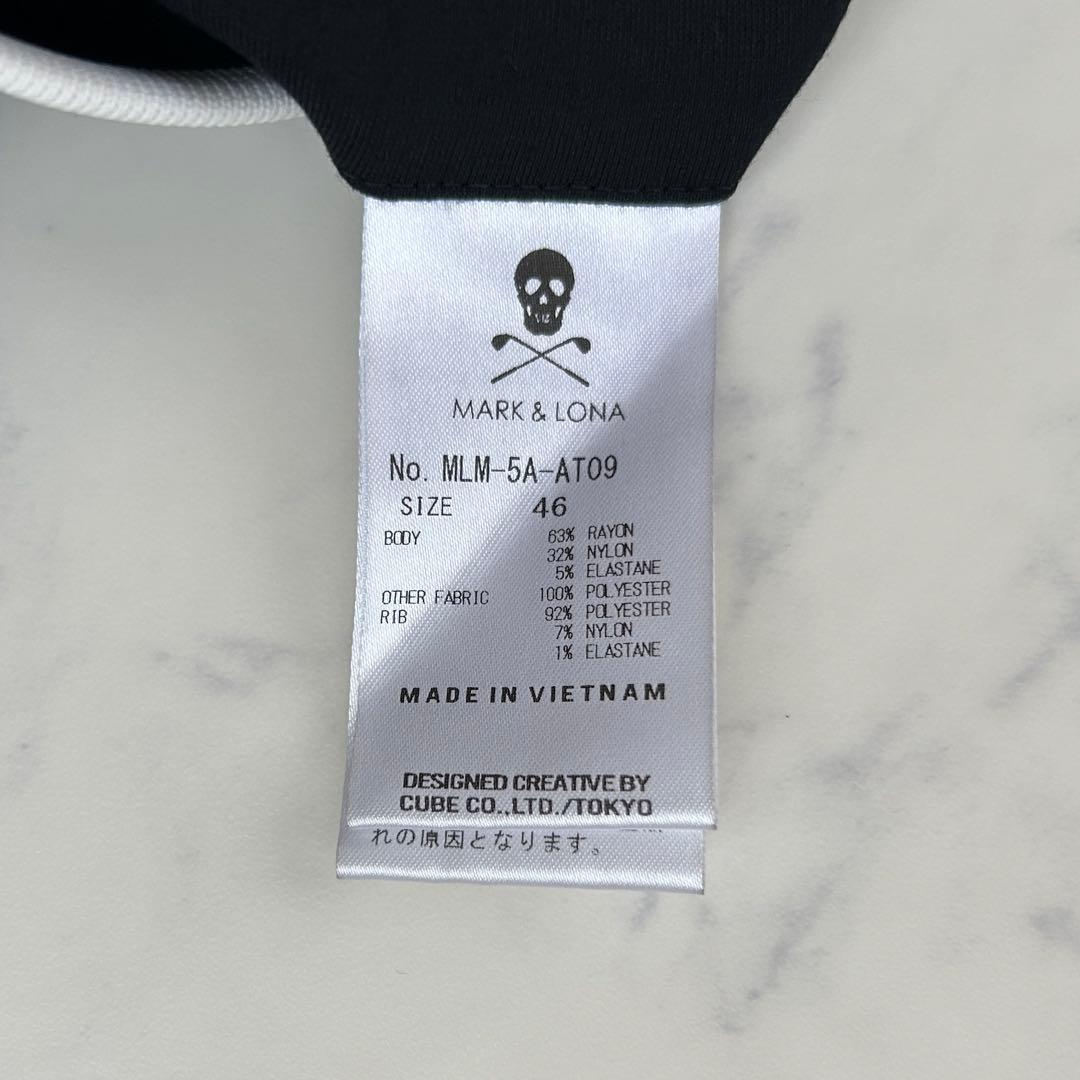 MARK & LONA
No. MLM-5A-AT09
SIZE 46
BODY 63% RAYON
32% NYLON
5% ELASTANE
OTHER FABRIC 100% POLYESTER
RIB 92% POLYESTER
7% NYLON
1% ELASTANE
MADE IN VIETNAM
DESIGNED CREATIVE BY
CUBE CO.,LTD./TOKYO
れの原因となります。